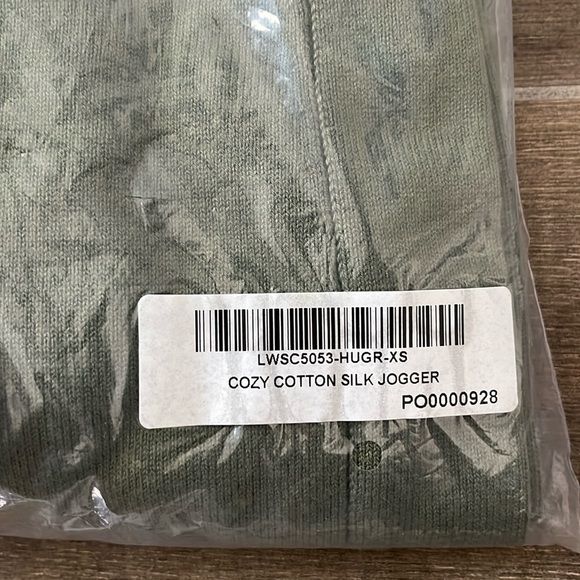 LWSC5053-HUGR-XS
COZY COTTON SILK JOGGER
PO0000928